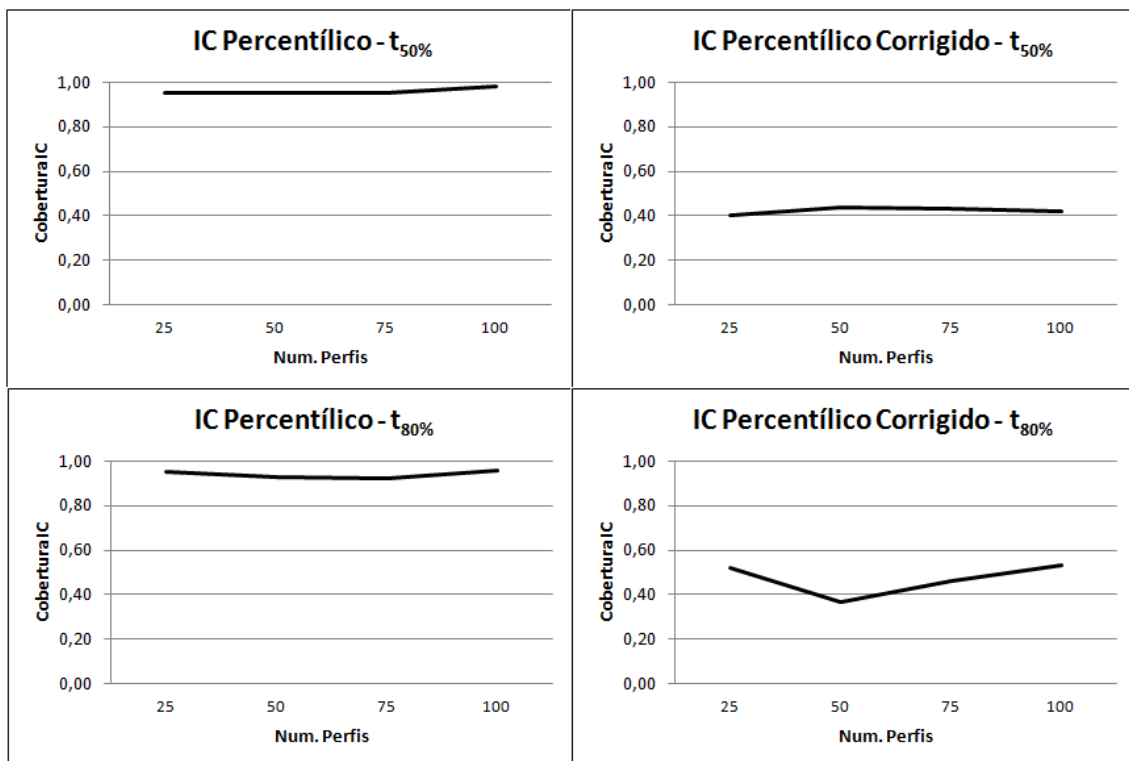 IC Percentílico - t50%
Cobertura IC
1,00
0,80
0,60
0,40
0,20
0,00
25 50 75 100
Num. Perfis
IC Percentílico Corrigido - t50%
Cobertura IC
1,00
0,80
0,60
0,40
0,20
0,00
25 50 75 100
Num. Perfis
IC Percentílico - t80%
Cobertura IC
1,00
0,80
0,60
0,40
0,20
0,00
25 50 75 100
Num. Perfis
IC Percentílico Corrigido - t80%
Cobertura IC
1,00
0,80
0,60
0,40
0,20
0,00
25 50 75 100
Num. Perfis